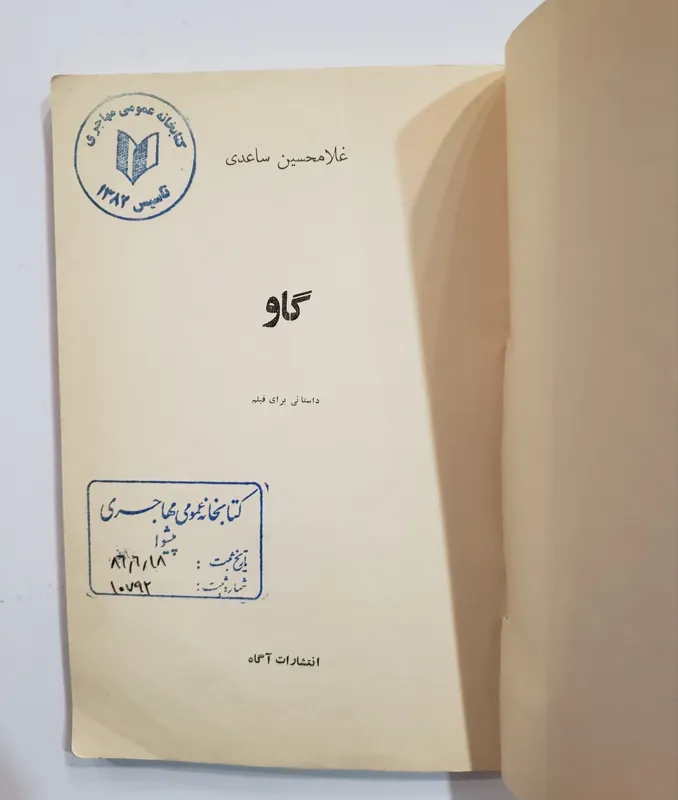 کتابخانه عمومی مهاجری
تاسیس ۱۳۸۲
غلامحسین ساعدی
گاو
داستانی برای فیلم
کتابخانه عمومی مهاجری
پیشوا
تاریخ ثبت : ۸۶/۶/۱۸
شماره ثبت : ۱۰۷۹۲
انتشارات آگاه